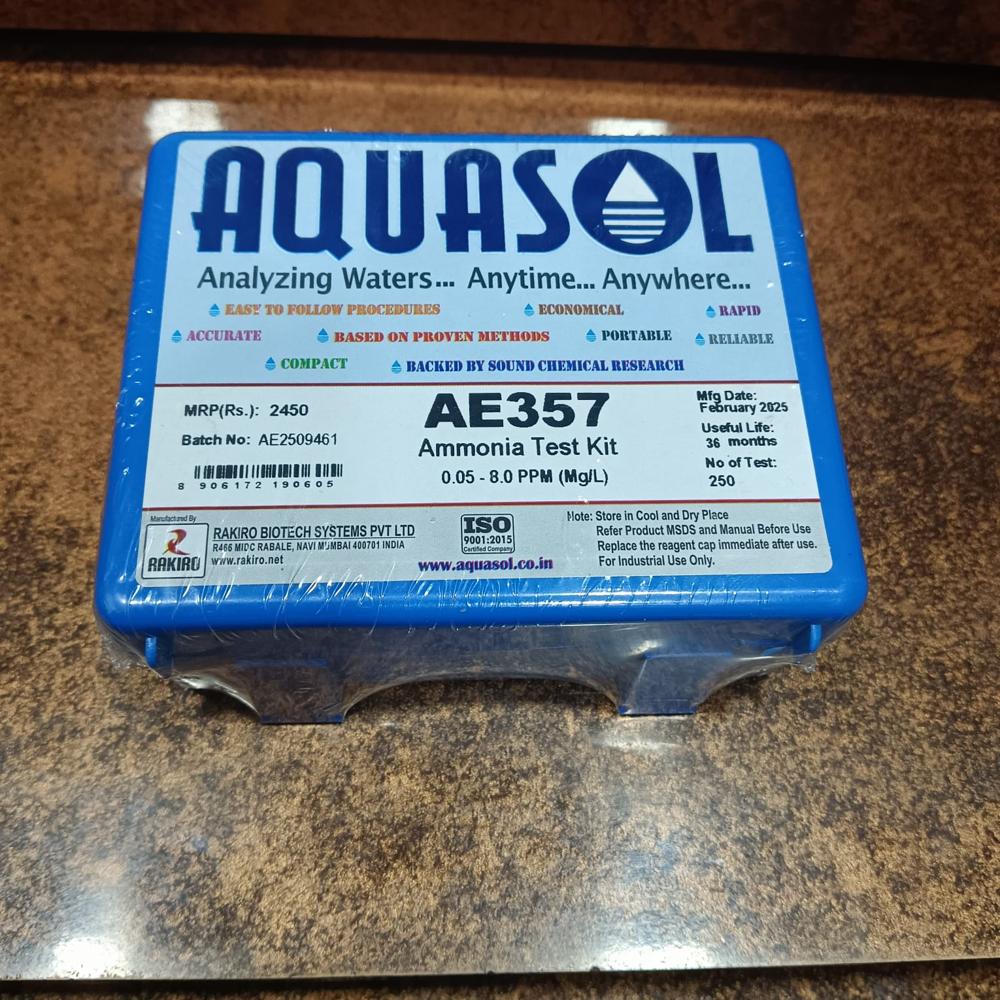 AQUASOL
Analyzing Waters... Anytime... Anywhere...
EASY TO FOLLOW PROCEDURES ECONOMICAL RAPID
ACCURATE BASED ON PROVEN METHODS PORTABLE RELIABLE
COMPACT BACKED BY SOUND CHEMICAL RESEARCH
MRP(Rs.): 2450
Batch No: AE2509461
8 906172 190605
AE357
Ammonia Test Kit
0.05 - 8.0 PPM (Mg/L)
Mfg Date:
February 2025
Useful Life:
36 months
No of Test:
250
Manufactured By
RAKIRO
RAKIRO BIOTECH SYSTEMS PVT LTD
R466 MIDC RABALE, NAVI MUMBAI 400701 INDIA
www.rakiro.net
ISO
9001:2015
Certified Company
www.aquasol.co.in
Note: Store in Cool and Dry Place
Refer Product MSDS and Manual Before Use
Replace the reagent cap immediate after use.
For Industrial Use Only.